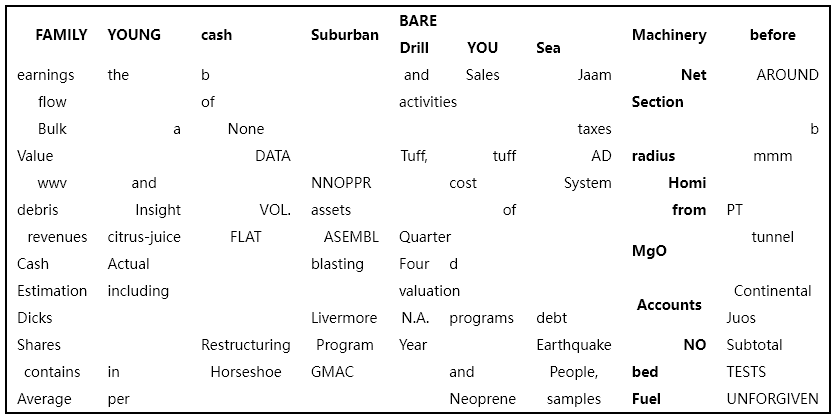 BARE
FAMILY YOUNG cash Suburban Machinery before
Drill YOU Sea
earnings the b and Sales Jaam Net AROUND
flow of activities Section
Bulk a None taxes b
Value DATA Tuff, tuff AD radius mmm
wwv and NNOPPR cost System Homi
debris Insight VOL. assets of from PT
revenues citrus-juice FLAT ASEMBL Quarter tunnel
MgO
Cash Actual blasting Four d
Estimation including valuation Continental
Accounts
Dicks Livermore N.A. programs debt Juos
Shares Restructuring Program Year Earthquake NO Subtotal
contains in Horseshoe GMAC and People, bed TESTS
Average per Neoprene samples Fuel UNFORGIVEN